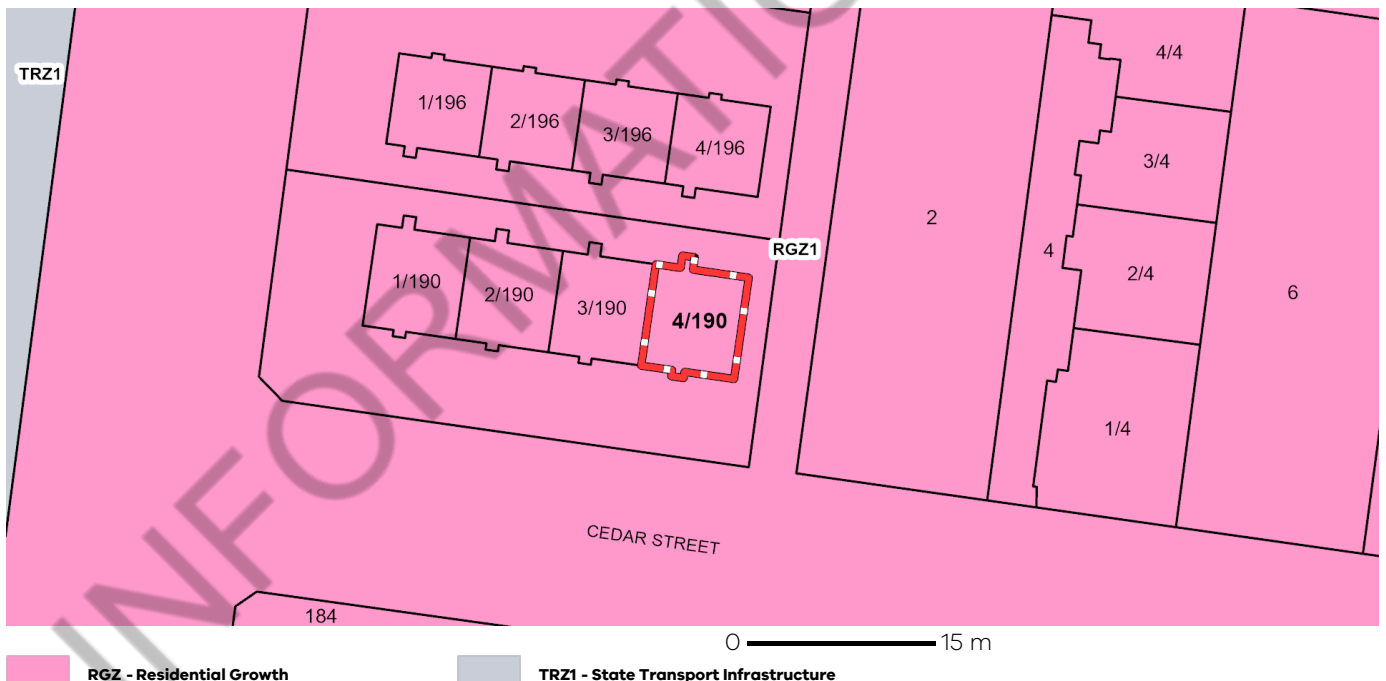 TRZ1
4/4
1/196
2/196
3/196
4/196
3/4
2
RGZ1
4
1/190
2/190
3/190
4/190
2/4
6
1/4
CEDAR STREET
184
0 15 m
RGZ - Residential Growth
TRZ1 - State Transport Infrastructure
INFORMATIO